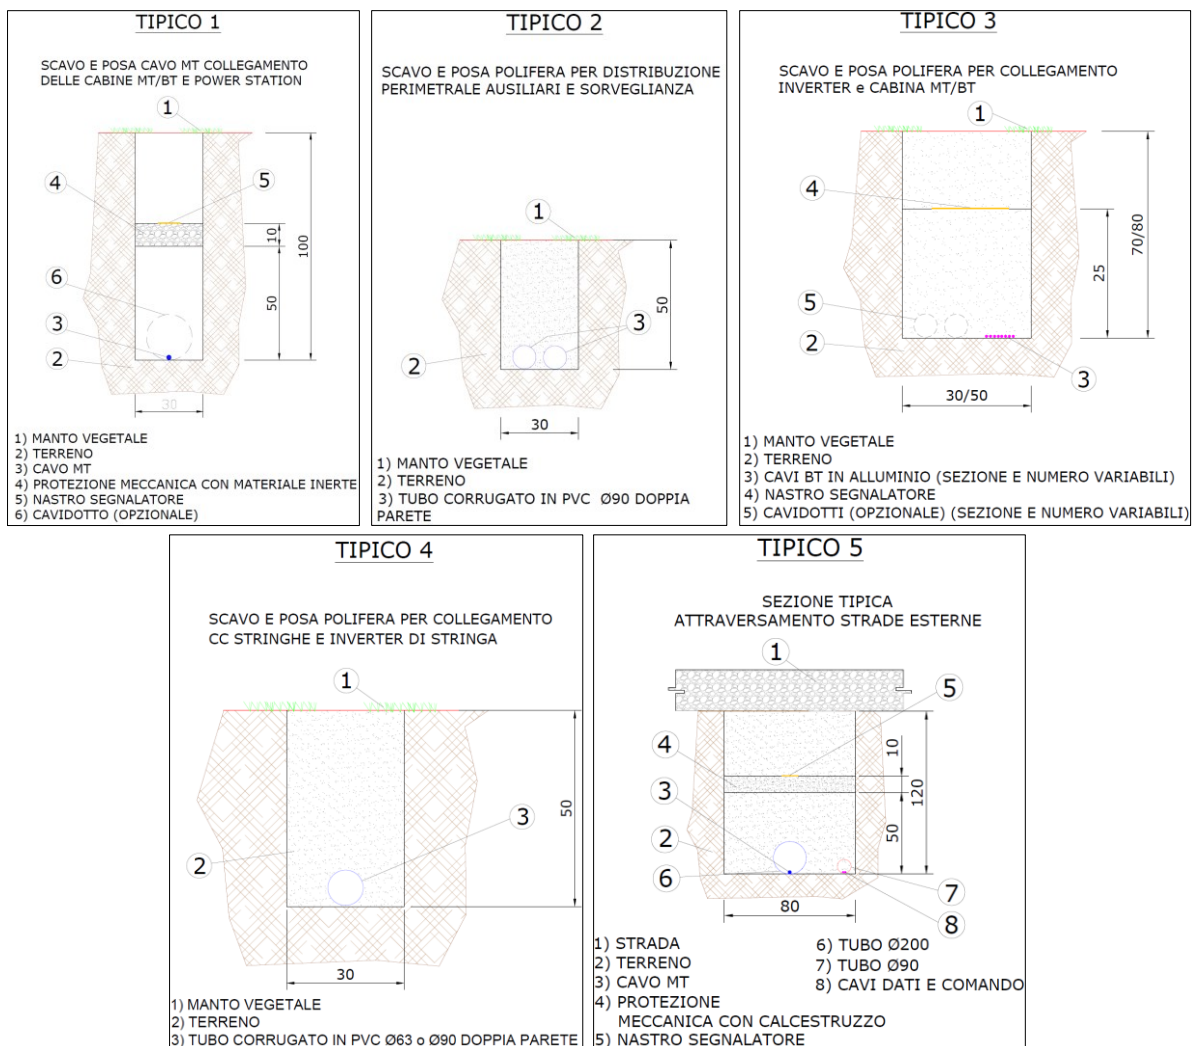 TIPICO 1
SCAVO E POSA CAVO MT COLLEGAMENTO
DELLE CABINE MT/BT E POWER STATION
1
4
5
6
3
2
10
50
100
30
1) MANTO VEGETALE
2) TERRENO
3) CAVO MT
4) PROTEZIONE MECCANICA CON MATERIALE INERTE
5) NASTRO SEGNALATORE
6) CAVIDOTTO (OPZIONALE)
TIPICO 2
SCAVO E POSA POLIFERA PER DISTRIBUZIONE
PERIMETRALE AUSILIARI E SORVEGLIANZA
1
3
2
50
30
1) MANTO VEGETALE
2) TERRENO
3) TUBO CORRUGATO IN PVC Ø90 DOPPIA
PARETE
TIPICO 3
SCAVO E POSA POLIFERA PER COLLEGAMENTO
INVERTER e CABINA MT/BT
1
4
5
2
3
25
70/80
30/50
1) MANTO VEGETALE
2) TERRENO
3) CAVI BT IN ALLUMINIO (SEZIONE E NUMERO VARIABILI)
4) NASTRO SEGNALATORE
5) CAVIDOTTI (OPZIONALE) (SEZIONE E NUMERO VARIABILI)
TIPICO 4
SCAVO E POSA POLIFERA PER COLLEGAMENTO
CC STRINGHE E INVERTER DI STRINGA
1
3
2
50
30
1) MANTO VEGETALE
2) TERRENO
3) TUBO CORRUGATO IN PVC Ø63 o Ø90 DOPPIA PARETE
TIPICO 5
SEZIONE TIPICA
ATTRAVERSAMENTO STRADE ESTERNE
1
5
4
3
2
6
7
8
10
50
120
80
1) STRADA
2) TERRENO
3) CAVO MT
4) PROTEZIONE
MECCANICA CON CALCESTRUZZO
5) NASTRO SEGNALATORE
6) TUBO Ø200
7) TUBO Ø90
8) CAVI DATI E COMANDO